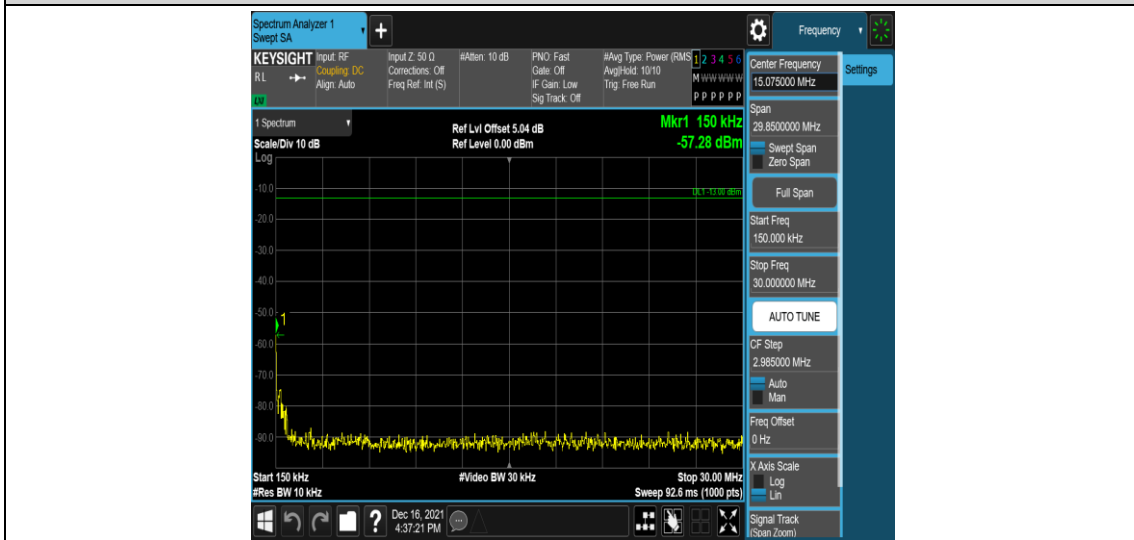 Spectrum Analyzer 1
Swept SA
Frequency
KEYSIGHT
RL
LXI
Input: RF
Coupling: DC
Align: Auto
Input Z: 50 Ω
Corrections: Off
Freq Ref: Int (S)
#Atten: 10 dB
PNO: Fast
Gate: Off
IF Gain: Low
Sig Track: Off
#Avg Type: Power (RMS
Avg|Hold: 10/10
Trig: Free Run
1 2 3 4 5 6
M W W W W W
P P P P P P
1 Spectrum
Scale/Div 10 dB
Log
Ref Lvl Offset 5.04 dB
Ref Level 0.00 dBm
Mkr1 150 kHz
-57.28 dBm
-10.0
DL1 -13.00 dBm
-20.0
-30.0
-40.0
-50.0
1
-60.0
-70.0
-80.0
-90.0
Start 150 kHz
#Res BW 10 kHz
#Video BW 30 kHz
Stop 30.00 MHz
Sweep 92.6 ms (1000 pts)
?
Dec 16, 2021
4:37:21 PM
Center Frequency
15.075000 MHz
Settings
Span
29.8500000 MHz
Swept Span
Zero Span
Full Span
Start Freq
150.000 kHz
Stop Freq
30.000000 MHz
AUTO TUNE
CF Step
2.985000 MHz
Auto
Man
Freq Offset
0 Hz
X Axis Scale
Log
Lin
Signal Track
(Span Zoom)